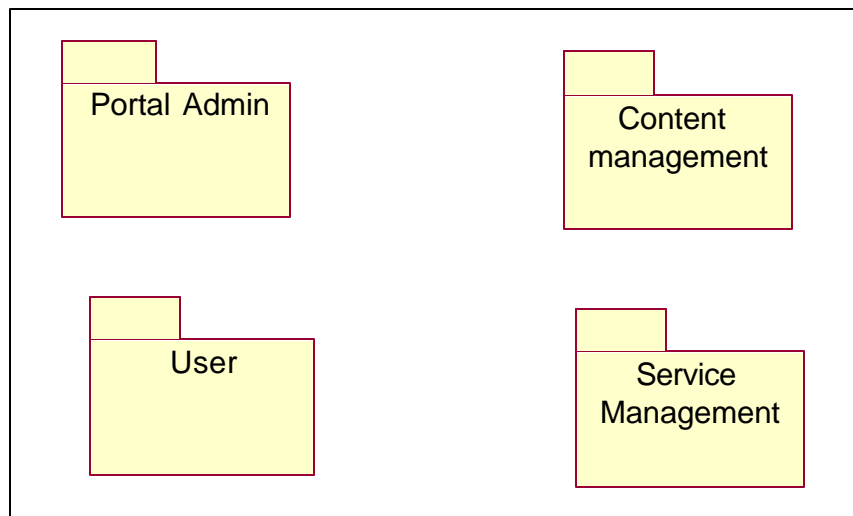 Portal Admin
Content
management
User
Service
Management